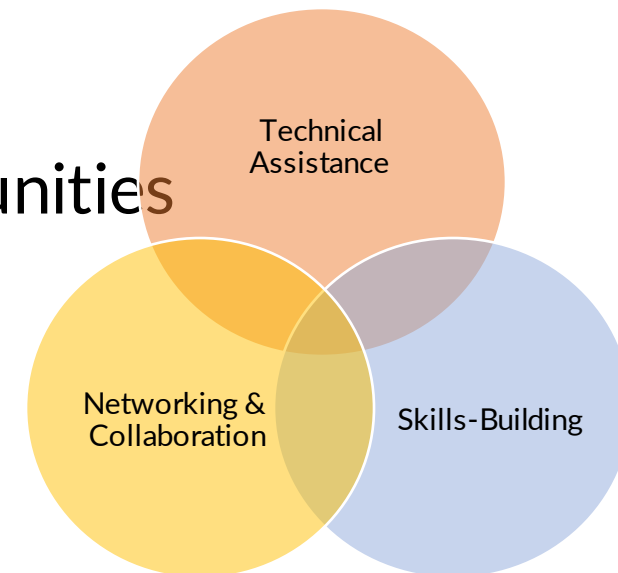 Technical
Assistance
unities
Networking &
Collaboration
Skills-Building